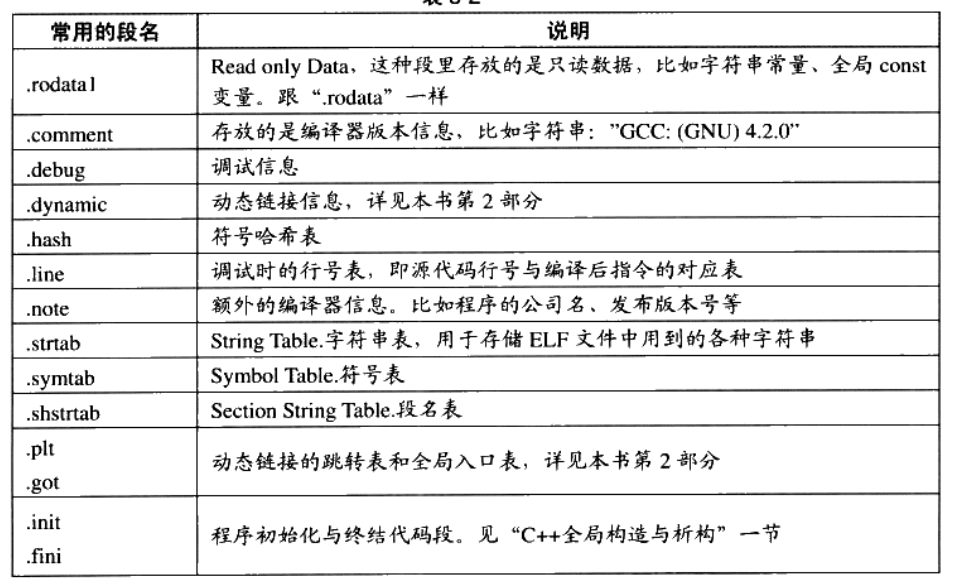 常用的段名 说明
.rodata1 Read only Data，这种段里存放的是只读数据，比如字符串常量、全局 const
变量。跟“.rodata”一样
.comment 存放的是编译器版本信息，比如字符串：”GCC: (GNU) 4.2.0”
.debug 调试信息
.dynamic 动态链接信息，详见本书第 2 部分
.hash 符号哈希表
.line 调试时的行号表，即源代码行号与编译后指令的对应表
.note 额外的编译器信息。比如程序的公司名、发布版本号等
.strtab String Table.字符串表，用于存储 ELF 文件中用到的各种字符串
.symtab Symbol Table.符号表
.shstrtab Section String Table.段名表
.plt
.got
动态链接的跳转表和全局入口表，详见本书第 2 部分
.init
.fini
程序初始化与终结代码段。见“C++全局构造与析构”一节